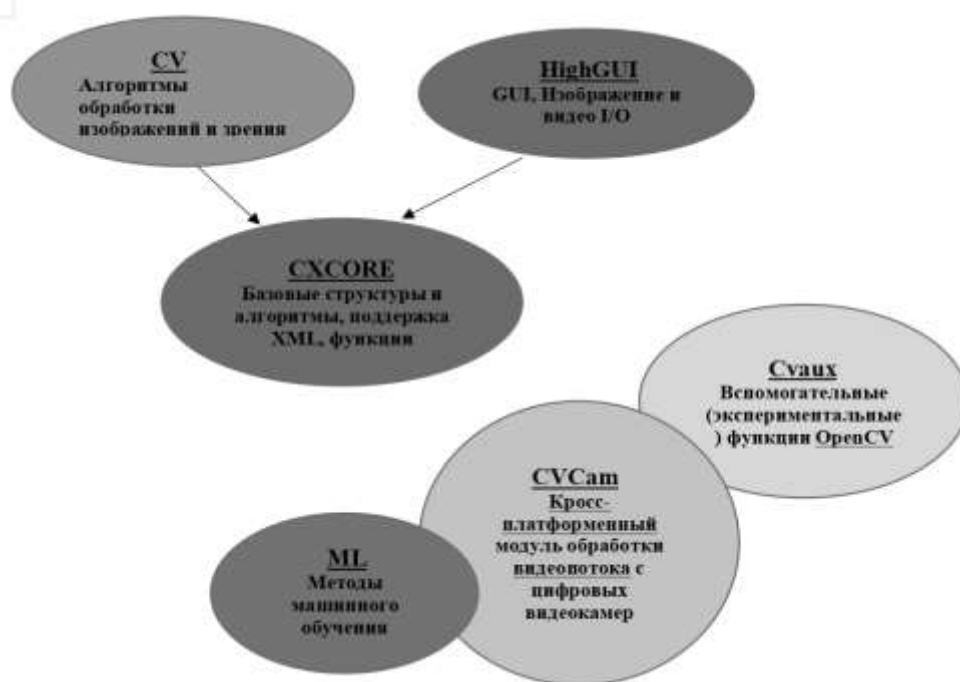 CV
Алгоритмы
обработки
изображений и зрения
HighGUI
GUI, Изображение и
видео I/O
CXCORE
Базовые структуры и
алгоритмы, поддержка
XML, функции
Cvaux
Вспомогательные
(экспериментальные
) функции OpenCV
CVCam
Кросс-
платформенный
модуль обработки
видеопотока с
цифровых
видеокамер
ML
Методы
машинного
обучения